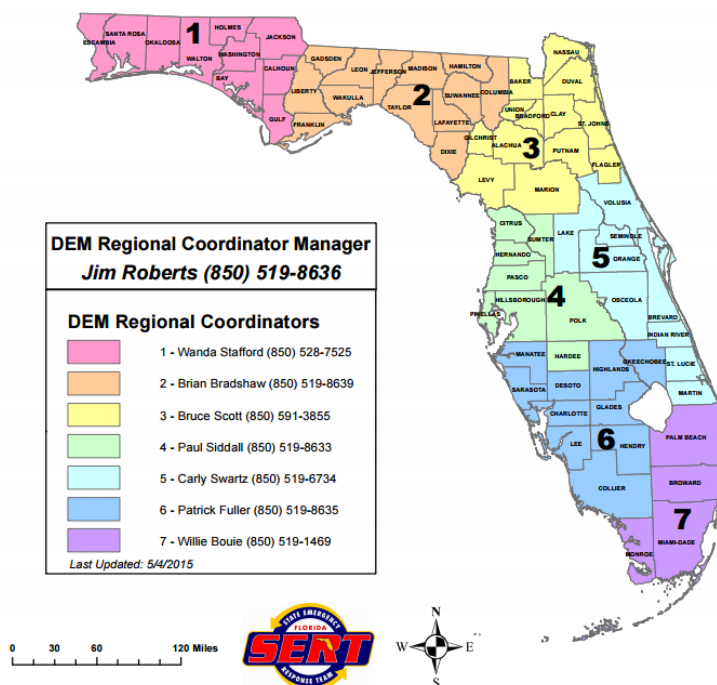 ESCAMBIA
SANTA ROSA
OKALOOSA
WALTON
1
HOLMES
JACKSON
WASHINGTON
BAY
CALHOUN
GULF
GADSDEN
LEON
JEFFERSON
MADISON
HAMILTON
LIBERTY
WAKULLA
2
SUWANNEE
COLUMBIA
FRANKLIN
TAYLOR
LAFAYETTE
DIXIE
NASSAU
BAKER
DUVAL
UNION
BRADFORD
CLAY
ST. JOHNS
GILCHRIST
ALACHUA
3
PUTNAM
FLAGLER
LEVY
MARION
VOLUSIA
CITRUS
SUMTER
LAKE
SEMINOLE
HERNANDO
5
ORANGE
PASCO
HILLSBOROUGH
4
OSCEOLA
PINELLAS
POLK
BREVARD
INDIAN RIVER
MANATEE
HARDEE
HIGHLANDS
OKEECHOBEE
ST. LUCIE
SARASOTA
DESOTO
MARTIN
CHARLOTTE
GLADES
LEE
6
HENDRY
PALM BEACH
COLLIER
BROWARD
7
MONROE
MIAMI-DADE
DEM Regional Coordinator Manager
Jim Roberts (850) 519-8636
DEM Regional Coordinators
1 - Wanda Stafford (850) 528-7525
2 - Brian Bradshaw (850) 519-8639
3 - Bruce Scott (850) 591-3855
4 - Paul Siddall (850) 519-8633
5 - Carly Swartz (850) 519-6734
6 - Patrick Fuller (850) 519-8635
7 - Willie Bouie (850) 519-1469
Last Updated: 5/4/2015
0 30 60 120 Miles
STATE EMERGENCY
FLORIDA
SERT
RESPONSE TEAM
N
W E
S